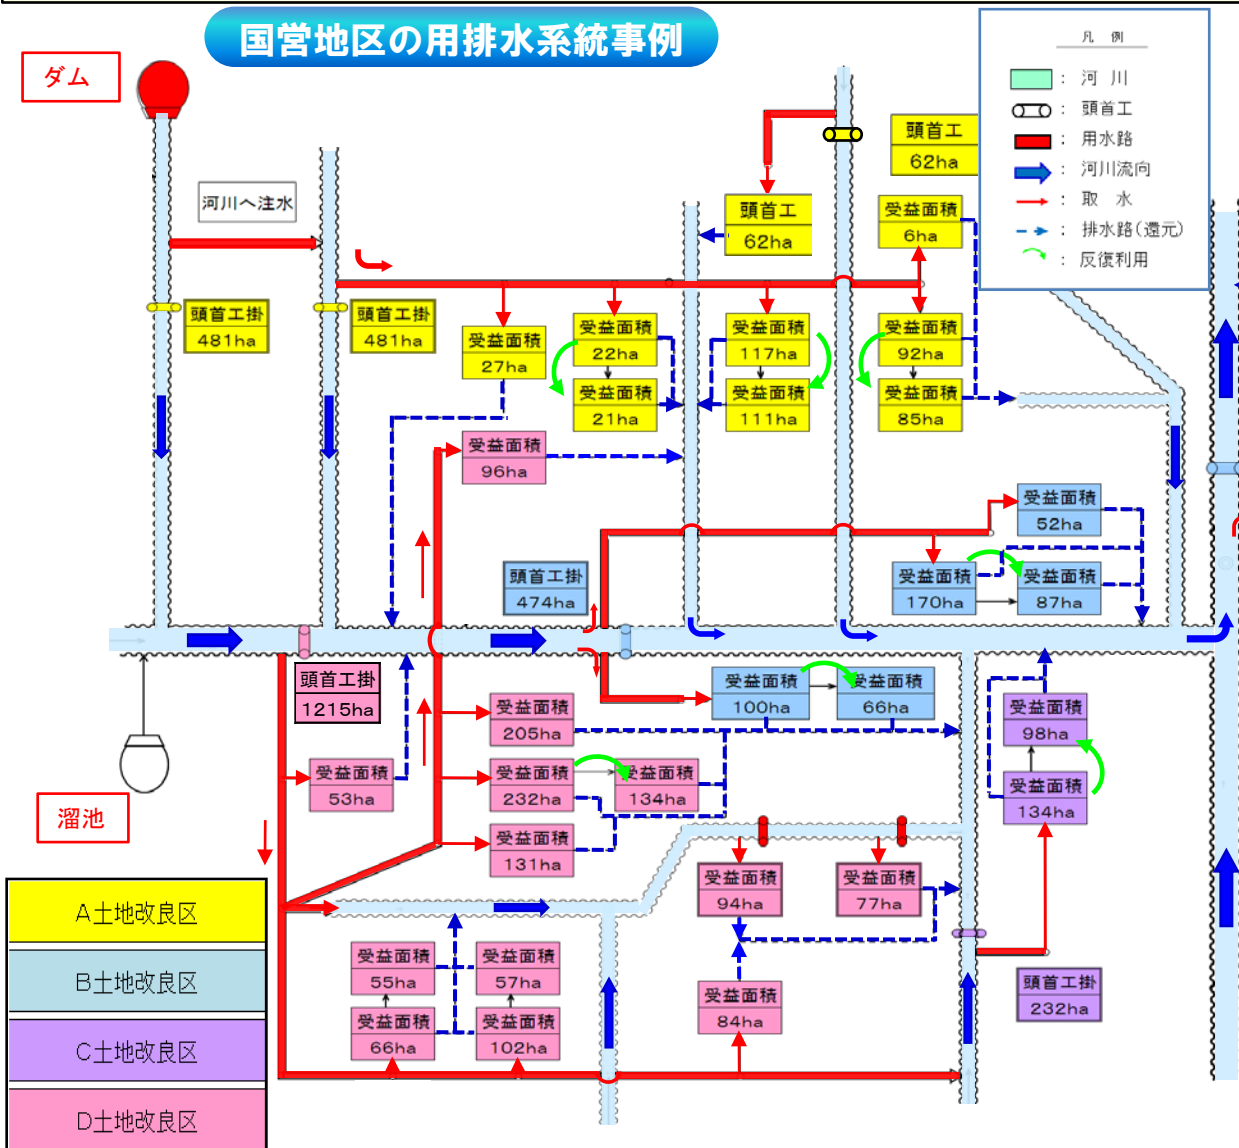 国営地区の用排水系統事例
凡 例
： 河 川
： 頭首工
： 用水路
： 河川流向
： 取 水
： 排水路(還元)
： 反復利用
ダム
河川へ注水
頭首工
62ha
頭首工
62ha
受益面積
6ha
頭首工掛
481ha
頭首工掛
481ha
受益面積
27ha
受益面積
22ha
受益面積
21ha
受益面積
117ha
受益面積
111ha
受益面積
92ha
受益面積
85ha
受益面積
96ha
受益面積
52ha
頭首工掛
474ha
受益面積
170ha
受益面積
87ha
頭首工掛
1215ha
受益面積
100ha
受益面積
66ha
受益面積
205ha
受益面積
98ha
受益面積
53ha
受益面積
232ha
受益面積
134ha
受益面積
134ha
溜池
受益面積
131ha
受益面積
94ha
受益面積
77ha
A土地改良区
B土地改良区
C土地改良区
D土地改良区
受益面積
55ha
受益面積
57ha
受益面積
66ha
受益面積
102ha
受益面積
84ha
頭首工掛
232ha